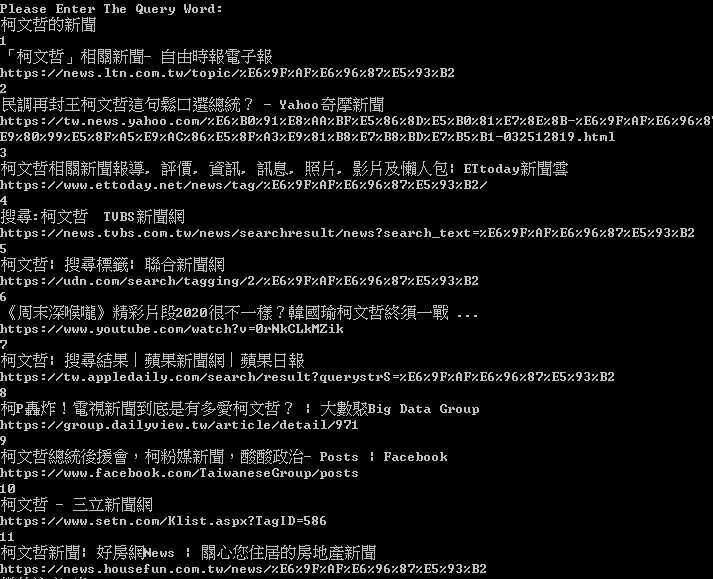 Please Enter The Query Word:
柯文哲的新聞
1
「柯文哲」相關新聞- 自由時報電子報
https://news.ltn.com.tw/topic/%E6%9F%AF%E6%96%87%E5%93%B2
2
民調再封王柯文哲這句鬆口選總統？ - Yahoo奇摩新聞
https://tw.news.yahoo.com/%E6%B0%91%E8%AA%BF%E5%86%8D%E5%B0%81%E7%8E%8B-%E6%9F%AF%E6%96%87
E9%80%99%E5%8F%A5%E9%AC%86%E5%8F%A3%E9%81%B8%E7%B8%BD%E7%B5%B1-032512819.html
3
柯文哲相關新聞報導, 評價, 資訊, 訊息, 照片, 影片及懶人包| ETtoday新聞雲
https://www.ettoday.net/news/tag/%E6%9F%AF%E6%96%87%E5%93%B2/
4
搜尋:柯文哲  TVBS新聞網
https://news.tvbs.com.tw/news/searchresult/news?search_text=%E6%9F%AF%E6%96%87%E5%93%B2
5
柯文哲| 搜尋標籤| 聯合新聞網
https://udn.com/search/tagging/2/%E6%9F%AF%E6%96%87%E5%93%B2
6
《周末深喉嚨》精彩片段2020很不一樣？韓國瑜柯文哲終須一戰 ...
https://www.youtube.com/watch?v=0rNkCLkMZik
7
柯文哲| 搜尋結果｜蘋果新聞網｜蘋果日報
https://tw.appledaily.com/search/result?querystrS=%E6%9F%AF%E6%96%87%E5%93%B2
8
柯P轟炸！電視新聞到底是有多愛柯文哲？ | 大數聚Big Data Group
https://group.dailyview.tw/article/detail/971
9
柯文哲總統後援會，柯粉媒新聞，酸酸政治- Posts | Facebook
https://www.facebook.com/TaiwaneseGroup/posts
10
柯文哲 - 三立新聞網
https://www.setn.com/Klist.aspx?TagID=586
11
柯文哲新聞| 好房網News | 關心您住居的房地產新聞
https://news.housefun.com.tw/news/%E6%9F%AF%E6%96%87%E5%93%B2